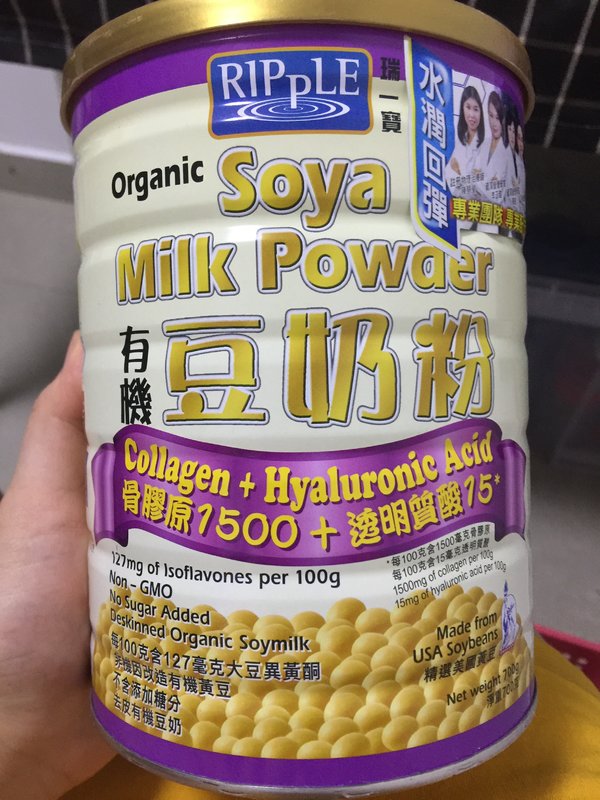 RIPPLE
瑞一寶
水潤回彈
專業團隊
Organic Soya
Milk Powder
有機 豆奶粉
Collagen + Hyaluronic Acid
骨膠原1500 + 透明質酸15*
*每100克含1500毫克骨膠原
每100克含15毫克透明質酸
1500mg of collagen per 100g
15mg of hyaluronic acid per 100g
127mg of Isoflavones per 100g
Non-GMO
No Sugar Added
Deskinned Organic Soymilk
每100克含127毫克大豆異黃酮
非機因改造有機黃豆
不含添加糖分
去皮有機豆奶
Made from
USA Soybeans
精選美國黃豆
Net weight 700g
淨重700克